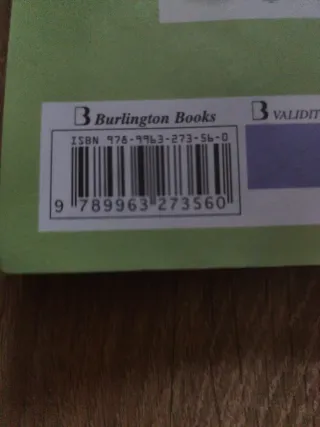 B Burlington Books
B VALIDIT
ISBN 978-9963-273-56-0
9 789963 273560